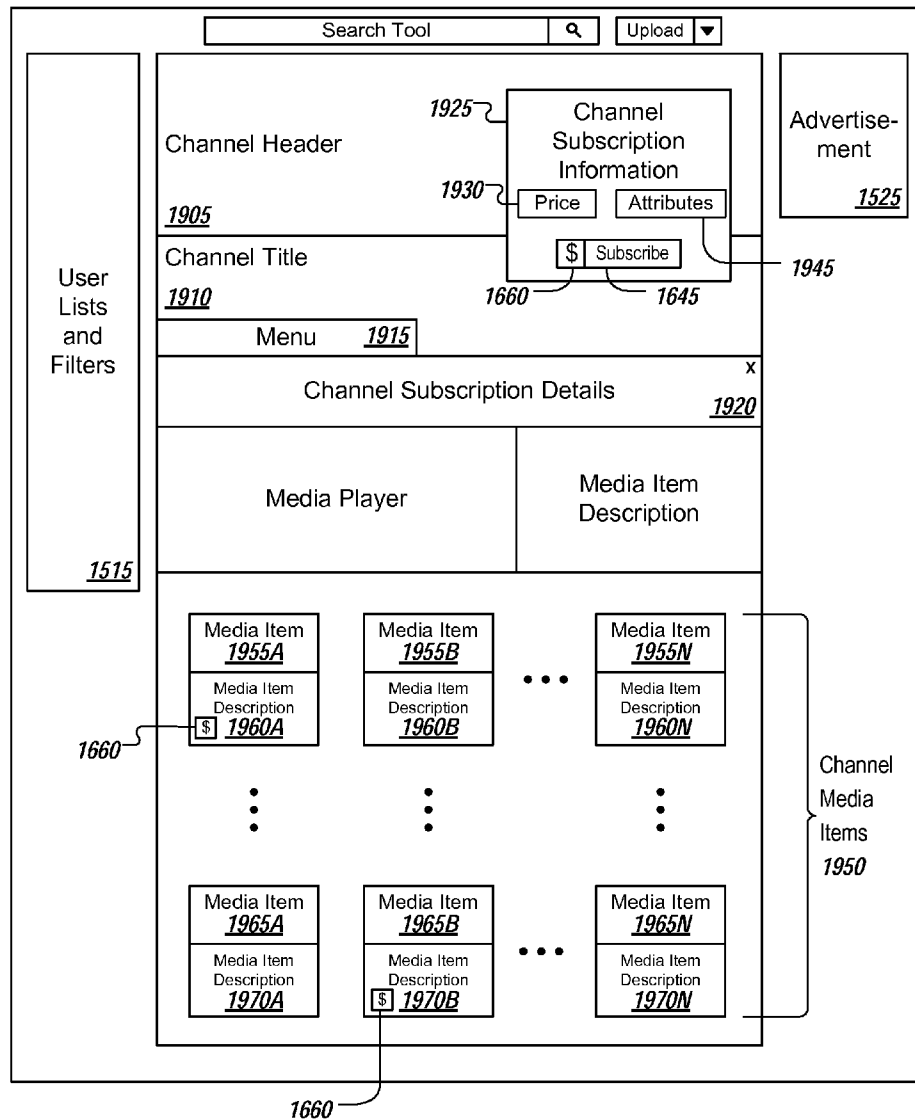 Search Tool
Upload
User
Lists
and
Filters
1515
Channel Header
1905
1925
Channel
Subscription
Information
1930
Price
Attributes
1945
$ Subscribe
1660
1645
Advertise-
ment
1525
Channel Title
1910
Menu 1915
Channel Subscription Details
x
1920
Media Player
Media Item
Description
Media Item
1955A
Media Item
Description
$ 1960A
1660
Media Item
1955B
Media Item
Description
1960B
Media Item
1955N
Media Item
Description
1960N
Channel
Media
Items
1950
Media Item
1965A
Media Item
Description
1970A
Media Item
1965B
Media Item
Description
$ 1970B
1660
Media Item
1965N
Media Item
Description
1970N